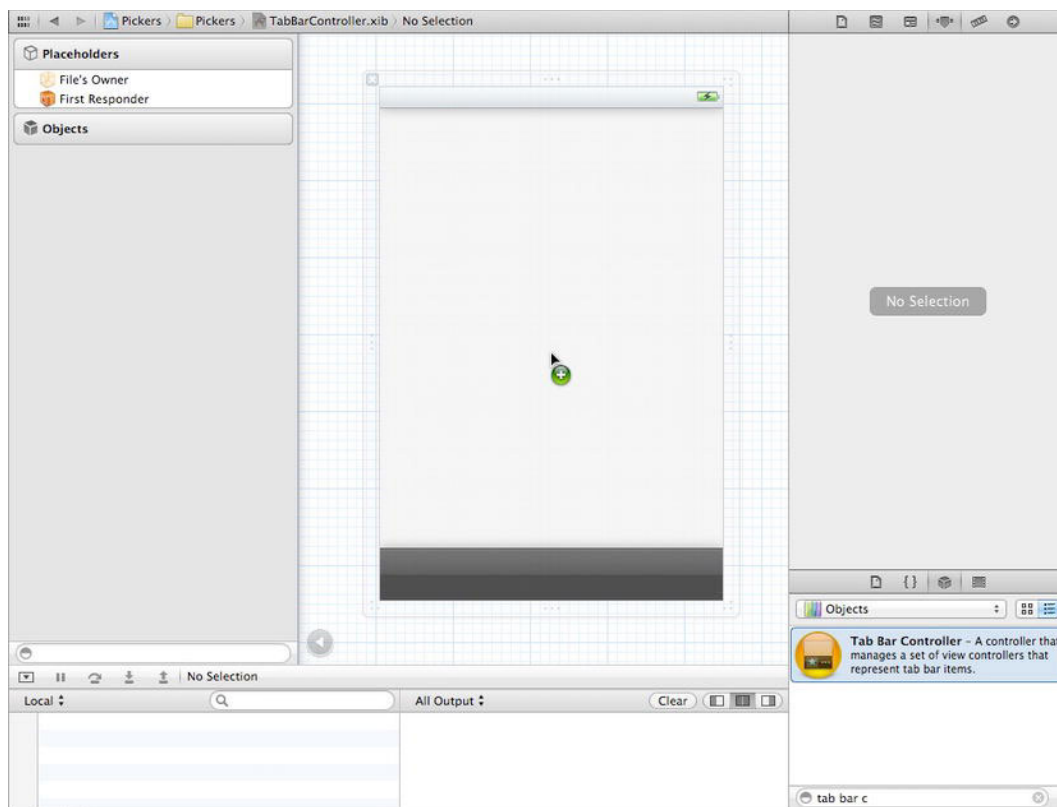 Pickers Pickers TabBarController.xib No Selection
Placeholders
File's Owner
First Responder
Objects
No Selection
Objects
Tab Bar Controller - A controller that
manages a set of view controllers that
represent tab bar items.
No Selection
Local All Output Clear
tab bar c